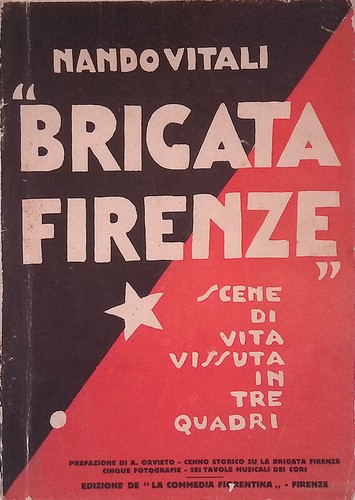 NANDO VITALI
"BRIGATA
FIRENZE"
SCENE
DI
VITA
VISSUTA
IN
TRE
QUADRI
PREFAZIONE DI A. ORVIETO - CENNO STORICO SU LA BRIGATA FIRENZE
CINQUE FOTOGRAFIE - SEI TAVOLE MUSICALI DEI CORI
EDIZIONE DE "LA COMMEDIA FIORENTINA„ - FIRENZE